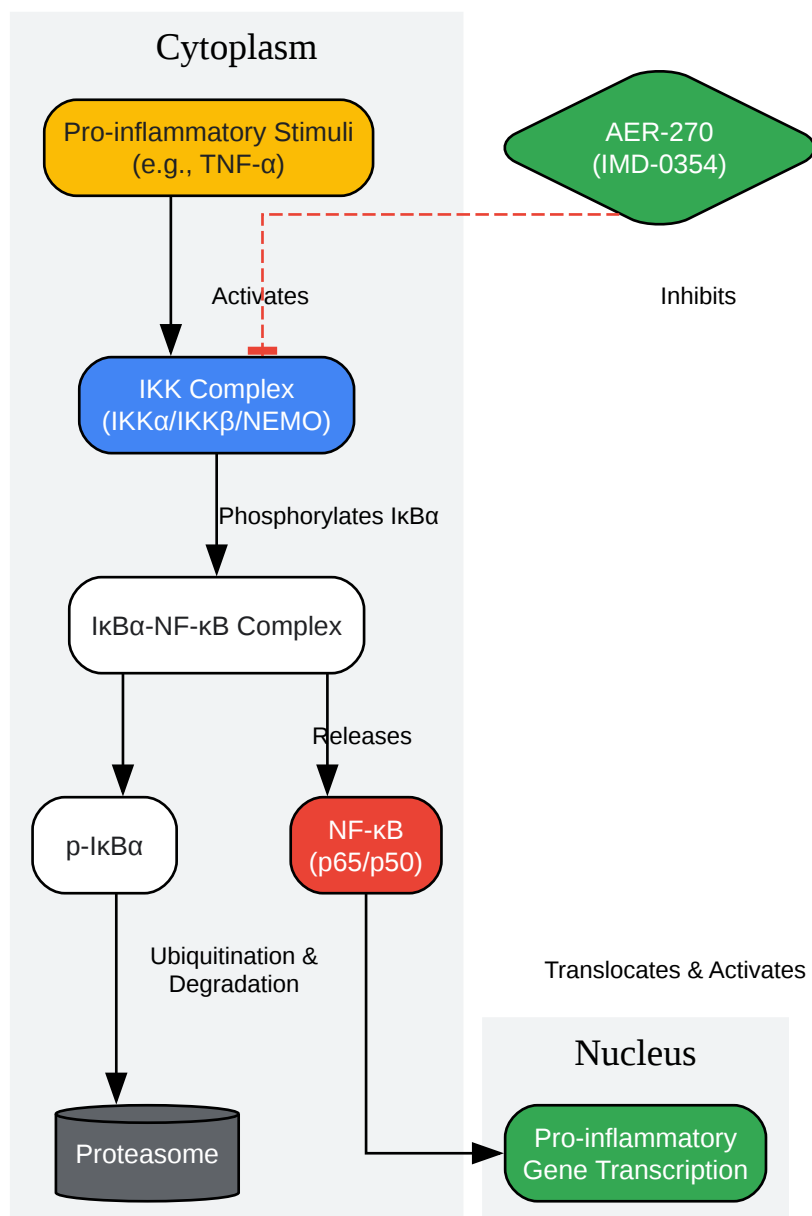 Cytoplasm
Pro-inflammatory Stimuli
(e.g., TNF-α)
AER-270
(IMD-0354)
Activates
Inhibits
IKK Complex
(IKKα/IKKβ/NEMO)
Phosphorylates IκBα
IκBα-NF-κB Complex
Releases
p-IκBα
NF-κB
(p65/p50)
Ubiquitination &
Degradation
Translocates & Activates
Nucleus
Proteasome
Pro-inflammatory
Gene Transcription